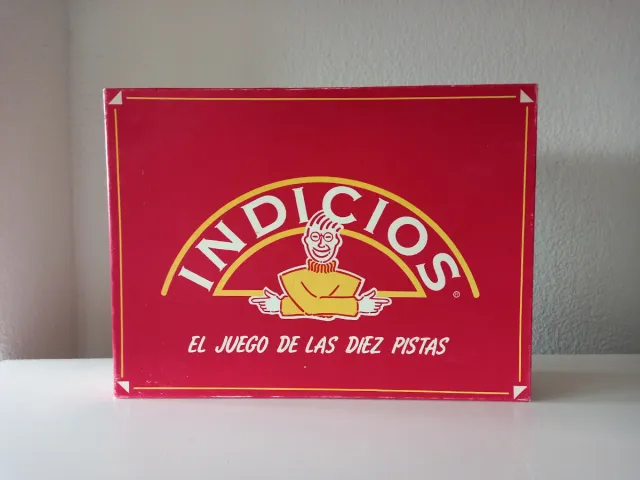 INDICIOS®
EL JUEGO DE LAS DIEZ PISTAS